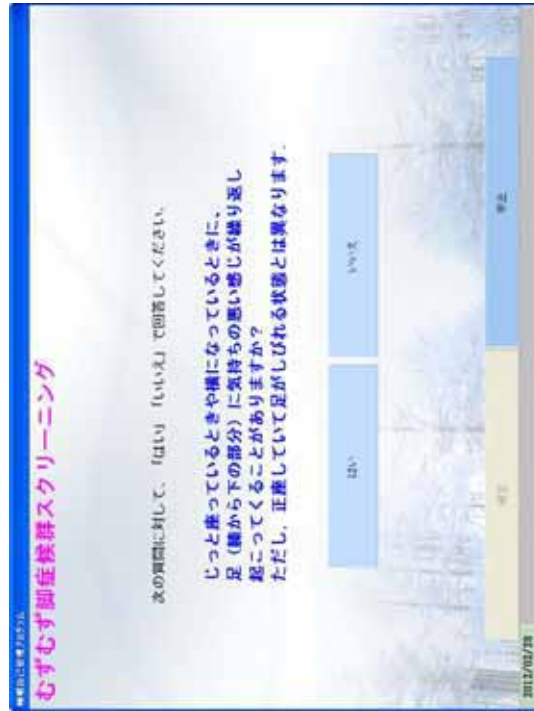 むずむず脚症候群スクリーニング
次の質問に対して、「はい」「いいえ」で回答してください。
じっと座っているときや横になっているときに、
足（膝から下の部分）に気持ちの悪い感じが繰り返し
起こってくることがありますか？
ただし、正座していて足がしびれる状態とは異なります.
はい
いいえ
2012/02/28